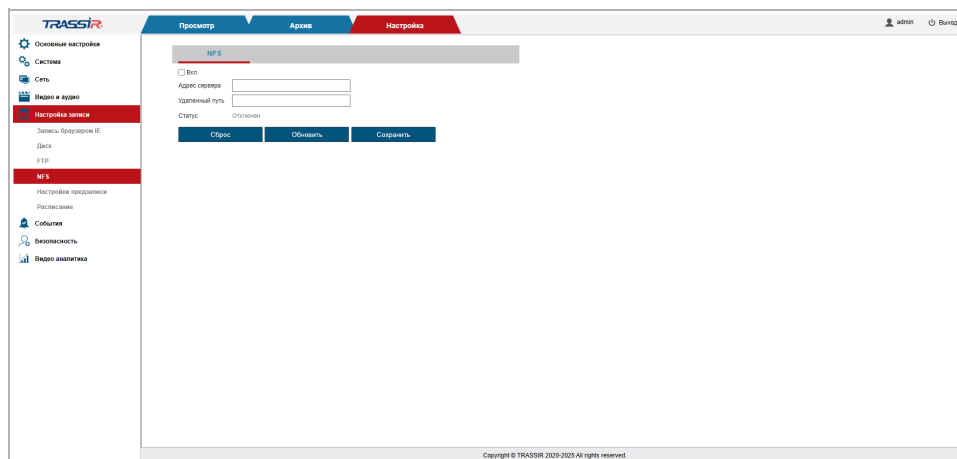 TRASSIR
Просмотр
Архив
Настройка
admin
Выход
Основные настройки
Система
Сеть
Видео и аудио
Настройка записи
Запись браузером IE
Диск
FTP
NFS
Настройки предзаписи
Расписание
События
Безопасность
Видео аналитика
NFS
Вкл.
Адрес сервера
Удаленный путь
Статус Отключен
Сброс
Обновить
Сохранить
Copyright © TRASSIR 2020-2025 All rights reserved.